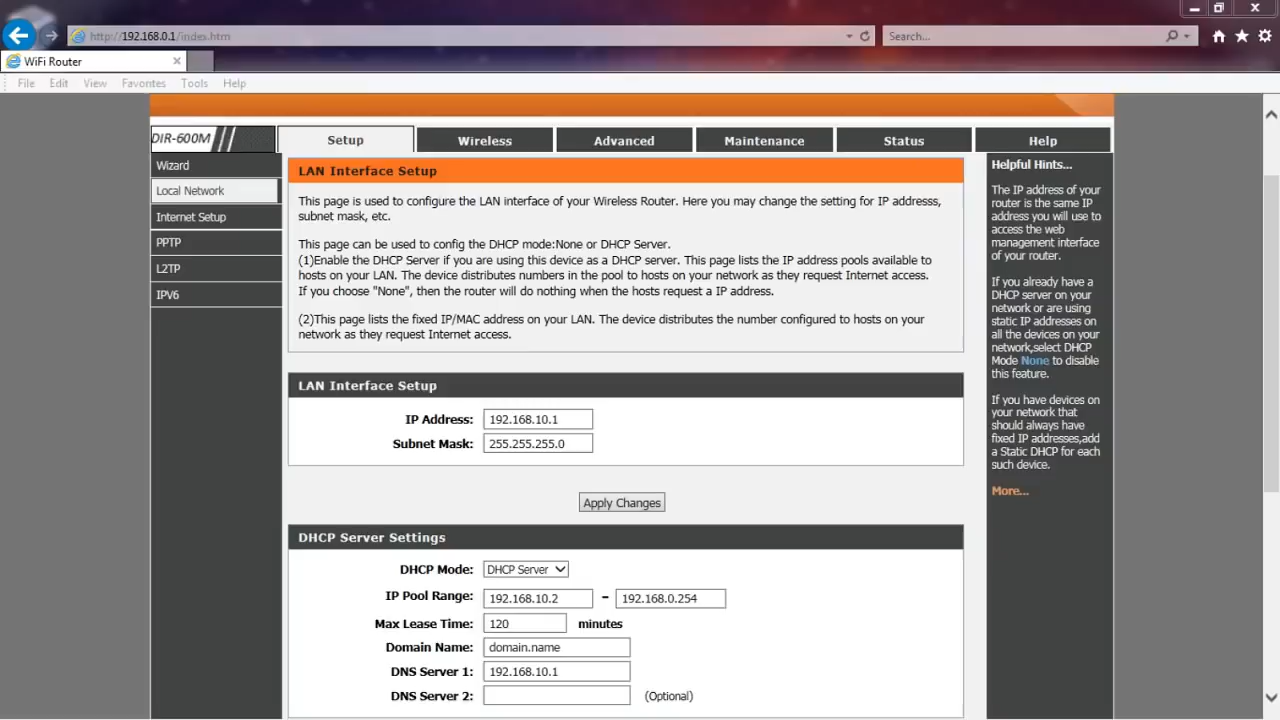 http://192.168.0.1/index.htm
Search...
WiFi Router
File Edit View Favorites Tools Help
DIR-600M
Setup Wireless Advanced Maintenance Status Help
Wizard
Local Network
Internet Setup
PPTP
L2TP
IPV6
LAN Interface Setup
This page is used to configure the LAN interface of your Wireless Router. Here you may change the setting for IP addresss,
subnet mask, etc.
This page can be used to config the DHCP mode:None or DHCP Server.
(1)Enable the DHCP Server if you are using this device as a DHCP server. This page lists the IP address pools available to
hosts on your LAN. The device distributes numbers in the pool to hosts on your network as they request Internet access.
If you choose "None", then the router will do nothing when the hosts request a IP address.
(2)This page lists the fixed IP/MAC address on your LAN. The device distributes the number configured to hosts on your
network as they request Internet access.
LAN Interface Setup
IP Address: 192.168.10.1
Subnet Mask: 255.255.255.0
Apply Changes
DHCP Server Settings
DHCP Mode: DHCP Server
IP Pool Range: 192.168.10.2 - 192.168.0.254
Max Lease Time: 120 minutes
Domain Name: domain.name
DNS Server 1: 192.168.10.1
DNS Server 2: (Optional)
Helpful Hints...
The IP address of your
router is the same IP
address you will use to
access the web
management interface
of your router.
If you already have a
DHCP server on your
network or are using
static IP addresses on
all the devices on your
network,select DHCP
Mode None to disable
this feature.
If you have devices on
your network that
should always have
fixed IP addresses,add
a Static DHCP for each
such device.
More...